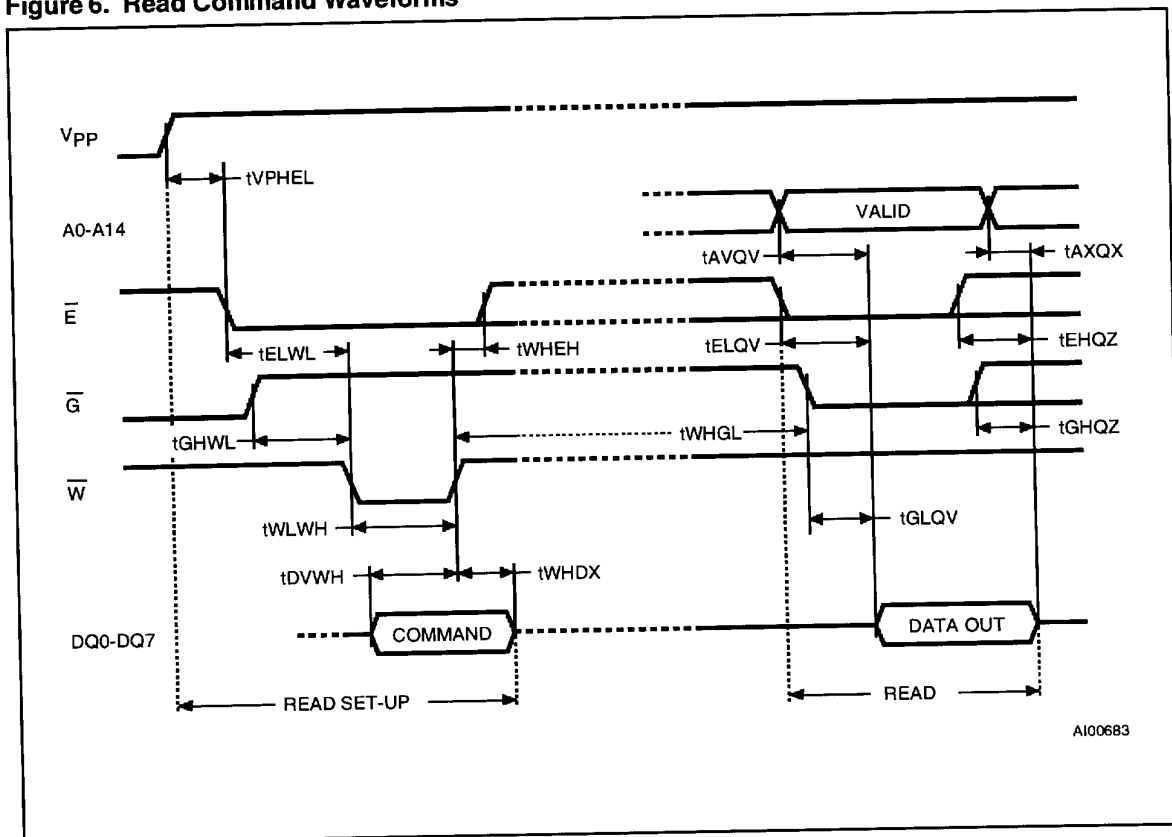 Figure 6. Read Command Waveforms
VPP
tVPHEL
A0-A14
VALID
tAVQV
tAXQX
E
tELWL
tWHEH
tELQV
tEHQZ
G
tGHWL
tWHGL
tGHQZ
W
tWLWH
tGLQV
tDVWH
tWHDX
DQ0-DQ7
COMMAND
DATA OUT
READ SET-UP
READ
AI00683